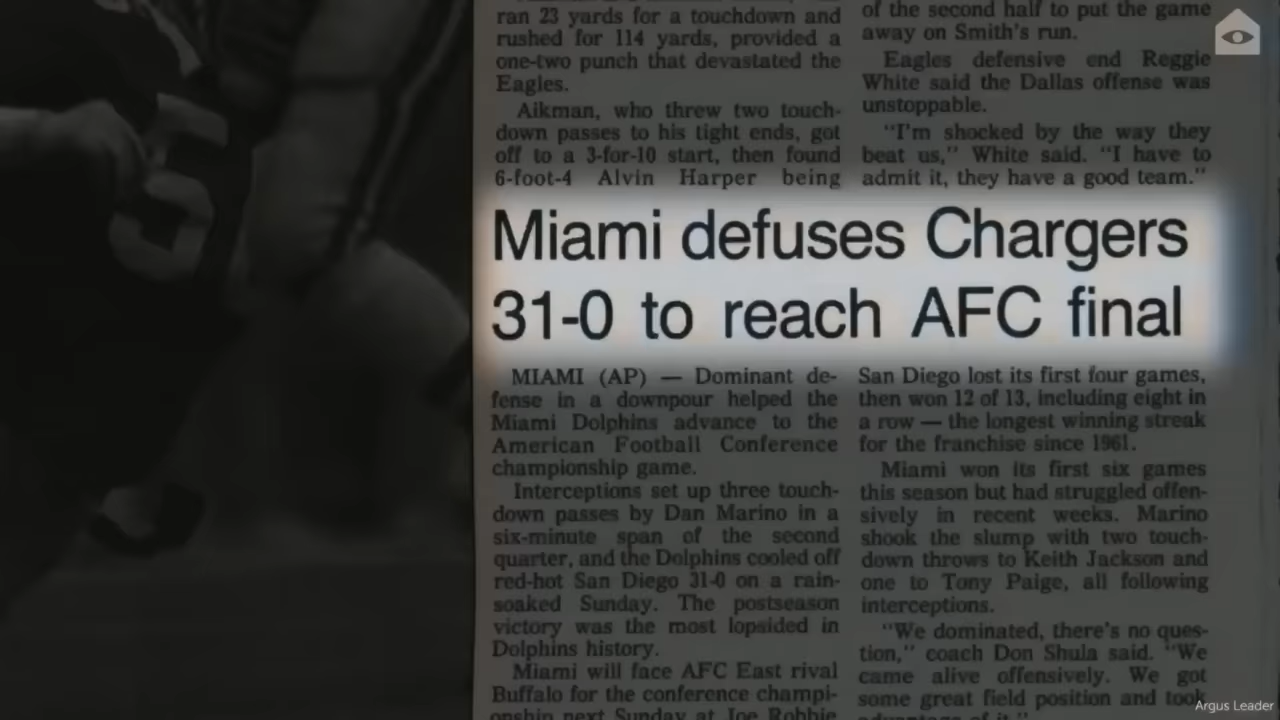 ran 23 yards for a touchdown and
rushed for 114 yards, provided a
one-two punch that devastated the
Eagles.
Aikman, who threw two touch-
down passes to his tight ends, got
off to a 3-for-10 start, then found
6-foot-4 Alvin Harper being
of the second half to put the game
away on Smith's run.
Eagles defensive end Reggie
White said the Dallas offense was
unstoppable.
"I'm shocked by the way they
beat us," White said. "I have to
admit it, they have a good team."
Miami defuses Chargers
31-0 to reach AFC final
MIAMI (AP) — Dominant de-
fense in a downpour helped the
Miami Dolphins advance to the
American Football Conference
championship game.
Interceptions set up three touch-
down passes by Dan Marino in a
six-minute span of the second
quarter, and the Dolphins cooled off
red-hot San Diego 31-0 on a rain-
soaked Sunday. The postseason
victory was the most lopsided in
Dolphins history.
Miami will face AFC East rival
Buffalo for the conference champi-
onship next Sunday at Joe Robbie
San Diego lost its first four games,
then won 12 of 13, including eight in
a row — the longest winning streak
for the franchise since 1961.
Miami won its first six games
this season but had struggled offen-
sively in recent weeks. Marino
shook the slump with two touch-
down throws to Keith Jackson and
one to Tony Paige, all following
interceptions.
"We dominated, there's no ques-
tion," coach Don Shula said. "We
came alive offensively. We got
some great field position and took
advantage of it."
Argus Leader